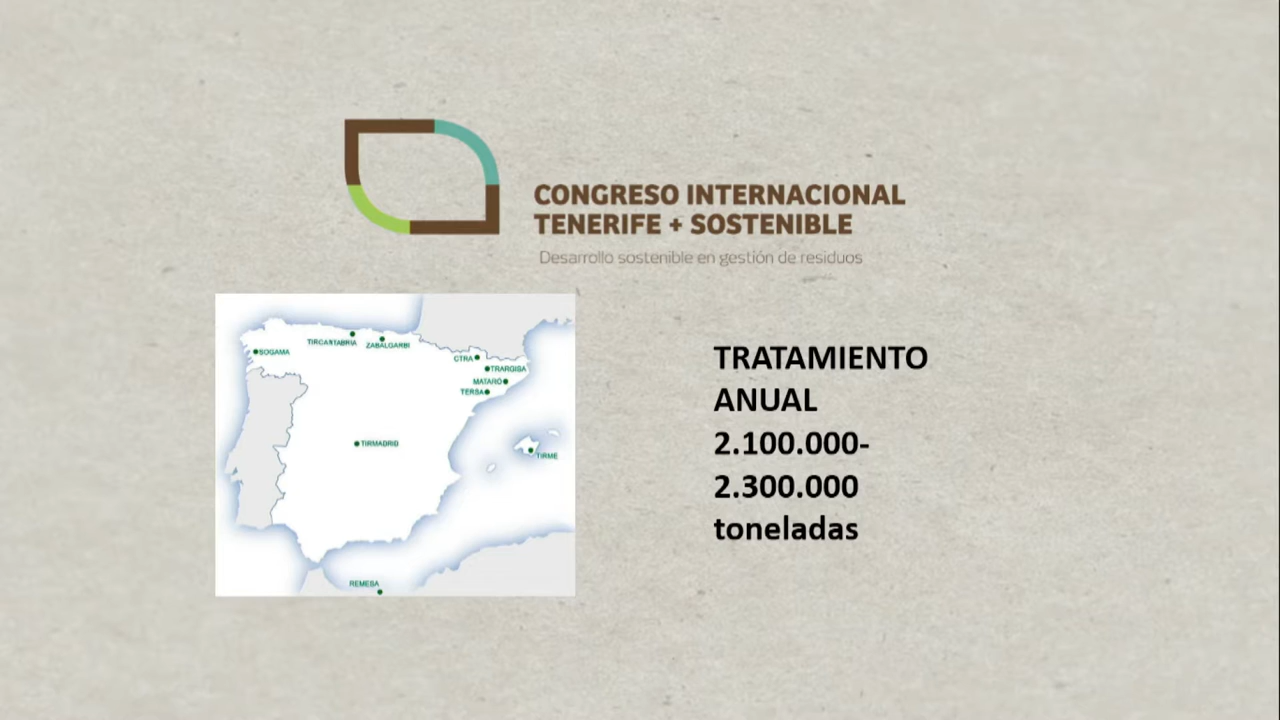 CONGRESO INTERNACIONAL
TENERIFE + SOSTENIBLE
Desarrollo sostenible en gestión de residuos
SOGAMA
TIRCANTABRIA
ZABALGARBI
CTRA
TRARGISA
MATARÓ
TERSA
TIRMADRID
TIRME
REMESA
TRATAMIENTO
ANUAL
2.100.000-
2.300.000
toneladas